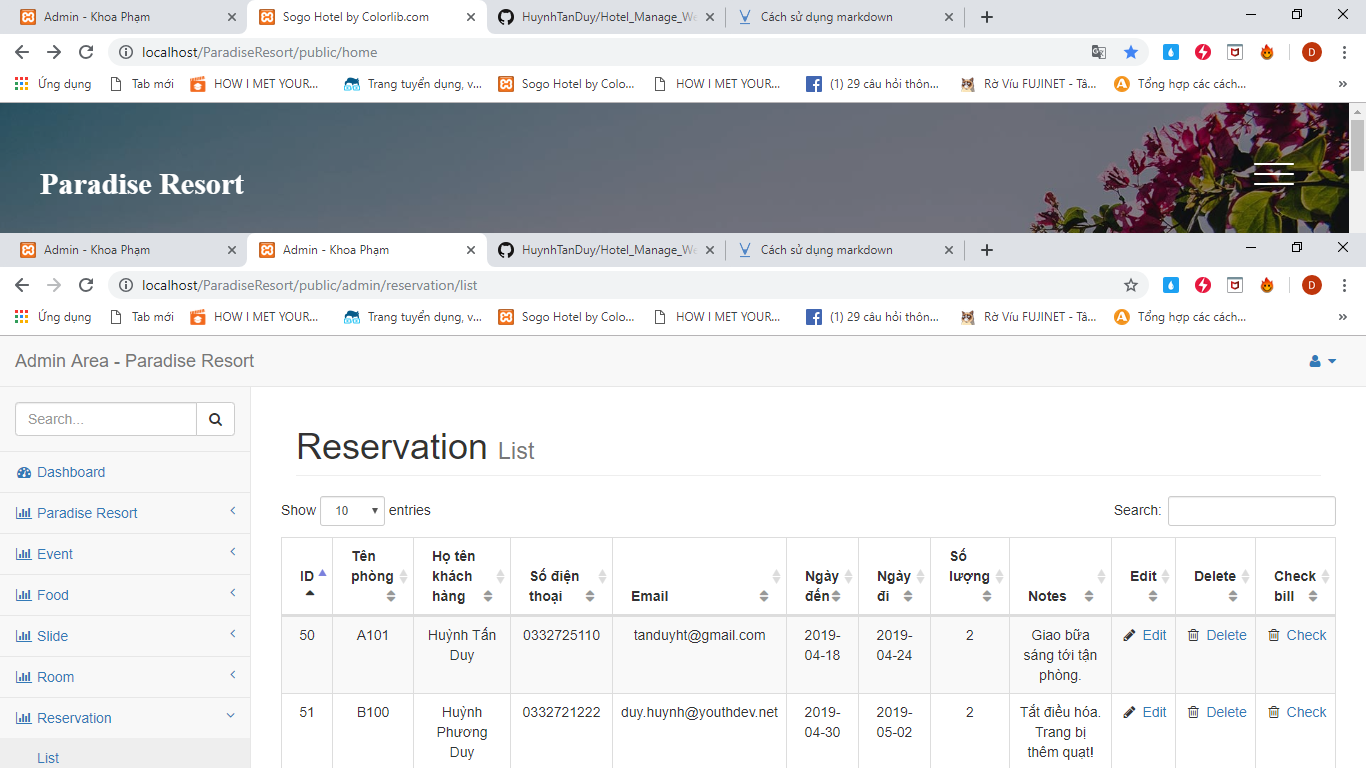 Admin - Khoa Phạm
Sogo Hotel by Colorlib.com
HuynhTanDuy/Hotel_Manage_We
Cách sử dụng markdown
localhost/ParadiseResort/public/home
D
Ứng dụng
Tab mới
HOW I MET YOUR...
Trang tuyển dụng, v...
Sogo Hotel by Colo...
HOW I MET YOUR...
(1) 29 câu hỏi thôn...
Rờ Víu FUJINET - Tâ...
Tổng hợp các cách...
»
Paradise Resort
Admin - Khoa Phạm
Admin - Khoa Phạm
HuynhTanDuy/Hotel_Manage_We
Cách sử dụng markdown
localhost/ParadiseResort/public/admin/reservation/list
D
Ứng dụng
Tab mới
HOW I MET YOUR...
Trang tuyển dụng, v...
Sogo Hotel by Colo...
HOW I MET YOUR...
(1) 29 câu hỏi thôn...
Rờ Víu FUJINET - Tâ...
Tổng hợp các cách...
»
Admin Area - Paradise Resort
Search...
Dashboard
Paradise Resort
Event
Food
Slide
Room
Reservation
List
Reservation List
Show 10 entries
Search:
ID
Tên
phòng
Họ tên
khách
hàng
Số điện
thoại
Email
Ngày
đến
Ngày
đi
Số
lượng
Notes
Edit
Delete
Check
bill
50
A101
Huỳnh Tấn
Duy
0332725110
tanduyht@gmail.com
2019-
04-18
2019-
04-24
2
Giao bữa
sáng tới tận
phòng.
Edit
Delete
Check
51
B100
Huỳnh
Phương
Duy
0332721222
duy.huynh@youthdev.net
2019-
04-30
2019-
05-02
2
Tắt điều hóa.
Trang bị
thêm quạt!
Edit
Delete
Check